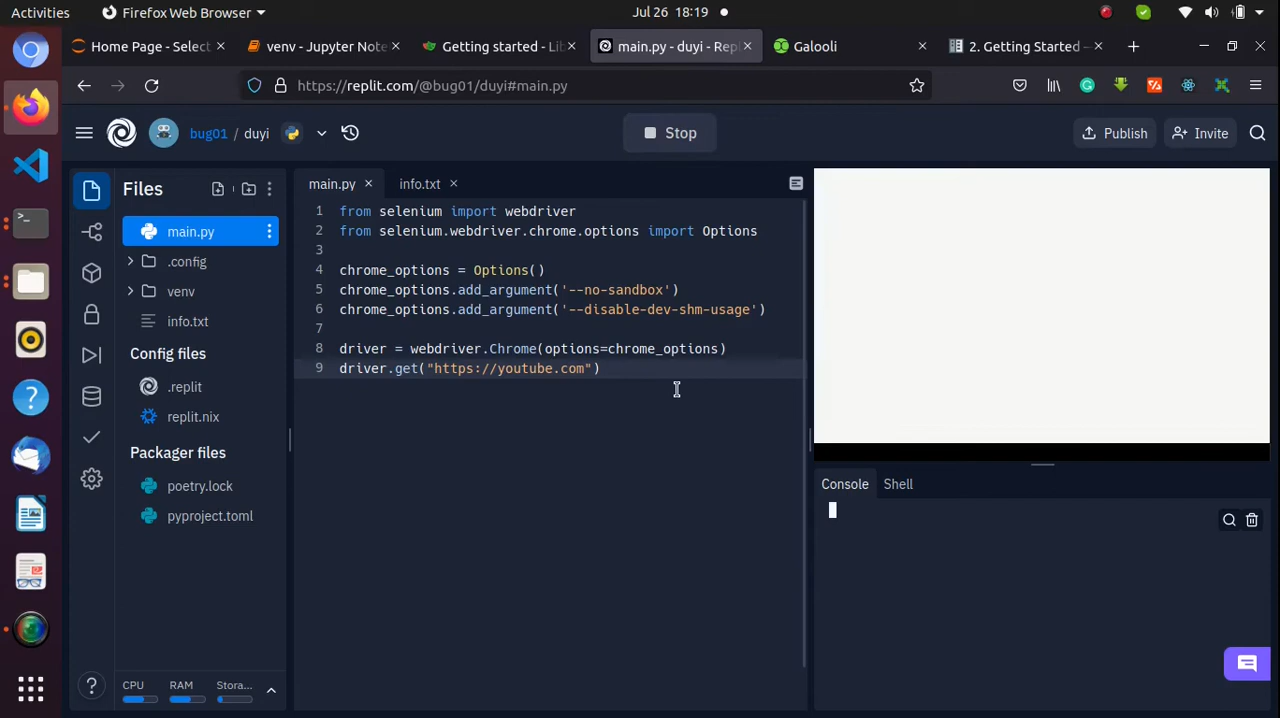 Activities
Firefox Web Browser
Jul 26 18:19
Home Page - Select
venv - Jupyter Note
Getting started - Lib
main.py - duyi - Repl
Galooli
2. Getting Started —
https://replit.com/@bug01/duyi#main.py
bug01 / duyi
Stop
Publish
Invite
Files
main.py
.config
venv
info.txt
Config files
.replit
replit.nix
Packager files
poetry.lock
pyproject.toml
CPU
RAM
Stora...
main.py
info.txt
1 from selenium import webdriver
2 from selenium.webdriver.chrome.options import Options
3
4 chrome_options = Options()
5 chrome_options.add_argument('--no-sandbox')
6 chrome_options.add_argument('--disable-dev-shm-usage')
7
8 driver = webdriver.Chrome(options=chrome_options)
9 driver.get("https://youtube.com")
Console
Shell